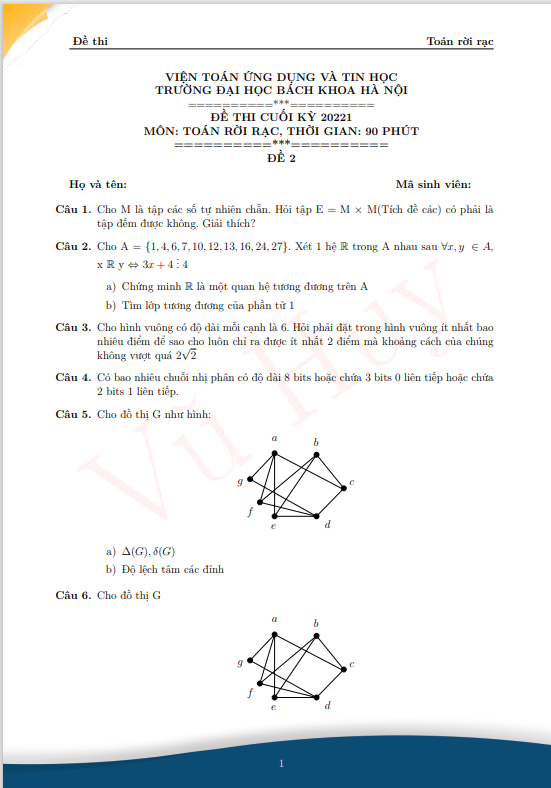 Đề thi Toán rời rạc
VIỆN TOÁN ỨNG DỤNG VÀ TIN HỌC
TRƯỜNG ĐẠI HỌC BÁCH KHOA HÀ NỘI
==========***==========
ĐỀ THI CUỐI KỲ 20221
MÔN: TOÁN RỜI RẠC, THỜI GIAN: 90 PHÚT
==========***==========
ĐỀ 2
Họ và tên: Mã sinh viên:
Câu 1. Cho M là tập các số tự nhiên chẵn. Hỏi tập E = M × M(Tích đề các) có phải là
tập đếm được không. Giải thích?
Câu 2. Cho A = {1, 4, 6, 7, 10, 12, 13, 16, 24, 27}. Xét 1 hệ ℝ trong A nhau sau ∀x, y ∈ A,
x ℝ y ⇔ 3x + 4 ⋮ 4
a) Chứng minh ℝ là một quan hệ tương đương trên A
b) Tìm lớp tương đương của phần tử 1
Câu 3. Cho hình vuông có độ dài mỗi cạnh là 6. Hỏi phải đặt trong hình vuông ít nhất bao
nhiêu điểm để sao cho luôn chỉ ra được ít nhất 2 điểm mà khoảng cách của chúng
không vượt quá 2√2
Câu 4. Có bao nhiêu chuỗi nhị phân có độ dài 8 bits hoặc chứa 3 bits 0 liên tiếp hoặc chứa
2 bits 1 liên tiếp.
Câu 5. Cho đồ thị G như hình:
a b
g c
f
e d
a) Δ(G), δ(G)
b) Độ lệch tâm các đỉnh
Câu 6. Cho đồ thị G
a b
g c
f
e d
1
Vũ Huy